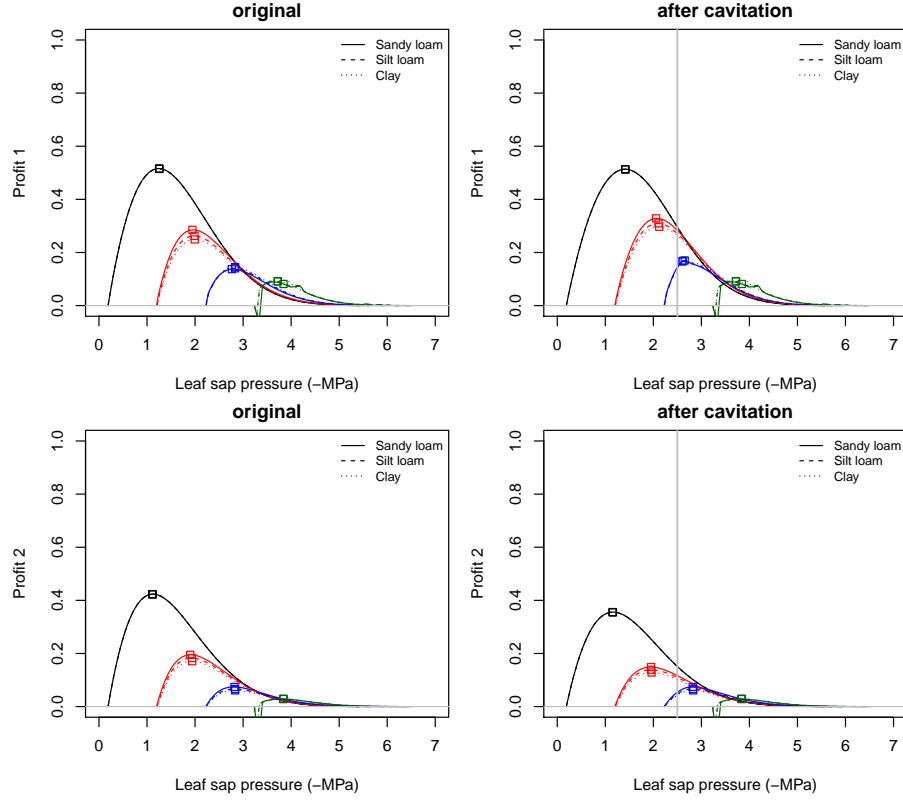 original
Profit 1
1.0
0.8
0.6
0.4
0.2
0.0
Sandy loam
Silt loam
Clay
0 1 2 3 4 5 6 7
Leaf sap pressure (−MPa)
after cavitation
Profit 1
1.0
0.8
0.6
0.4
0.2
0.0
Sandy loam
Silt loam
Clay
0 1 2 3 4 5 6 7
Leaf sap pressure (−MPa)
original
Profit 2
1.0
0.8
0.6
0.4
0.2
0.0
Sandy loam
Silt loam
Clay
0 1 2 3 4 5 6 7
Leaf sap pressure (−MPa)
after cavitation
Profit 2
1.0
0.8
0.6
0.4
0.2
0.0
Sandy loam
Silt loam
Clay
0 1 2 3 4 5 6 7
Leaf sap pressure (−MPa)